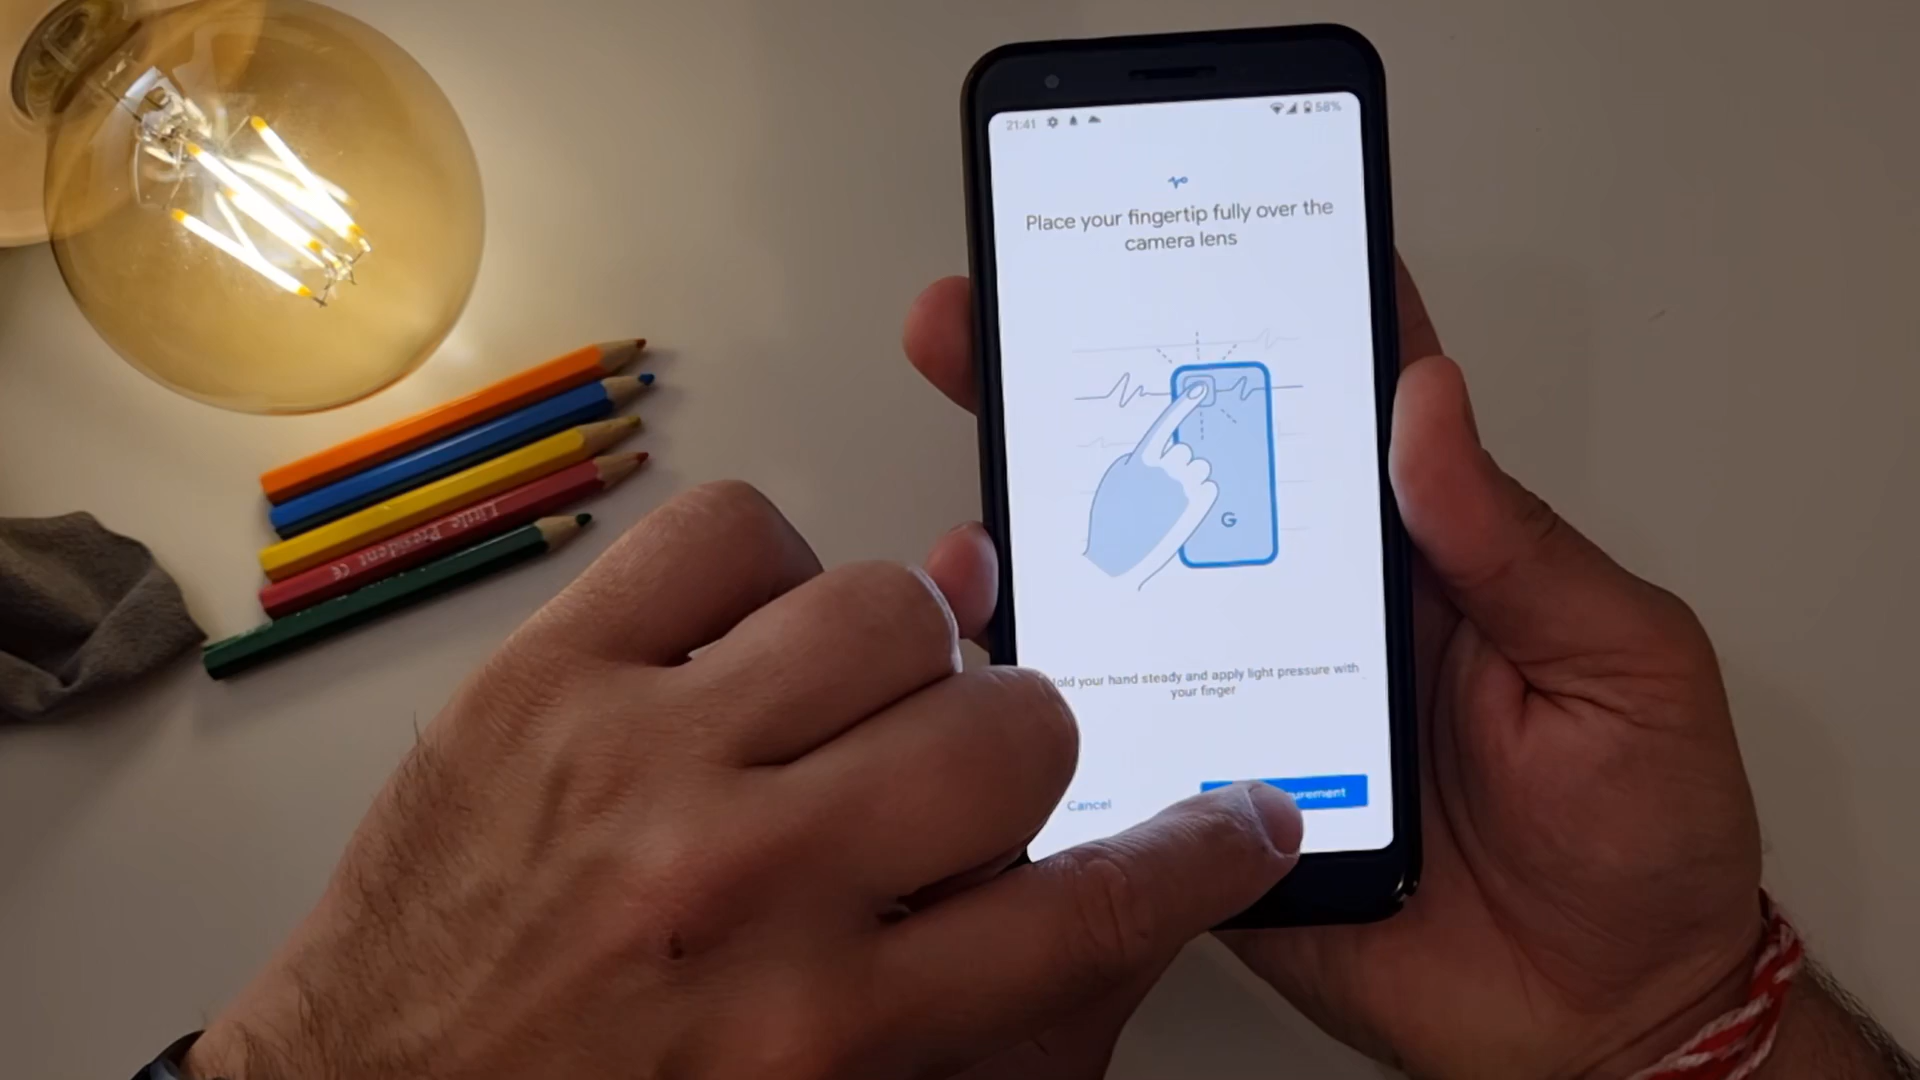 21:41
58%
Place your fingertip fully over the
camera lens
G
your hand steady and apply light pressure with
your finger
Cancel
Little President CE